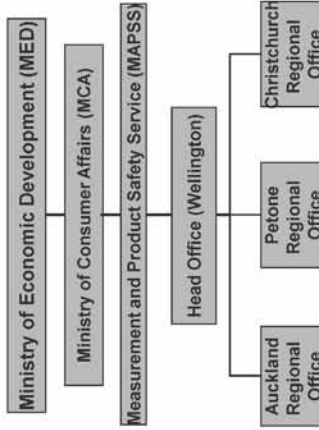 Ministry of Economic Development (MED)
Ministry of Consumer Affairs (MCA)
Measurement and Product Safety Service (MAPSS)
Head Office (Wellington)
Auckland
Regional
Office
Petone
Regional
Office
Christchurch
Regional
Office